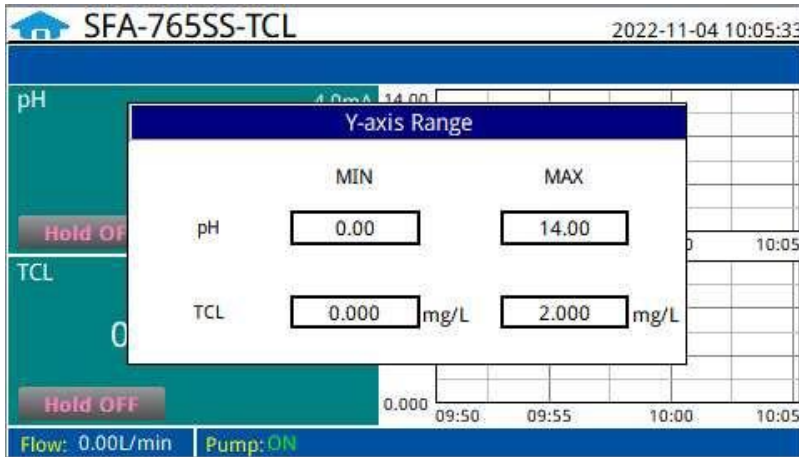 SFA-765SS-TCL
2022-11-04 10:05:33
pH
4.0mA
14.00
Y-axis Range
MIN
MAX
pH
0.00
14.00
Hold OF
10:05
TCL
TCL
0.000
mg/L
2.000
mg/L
0
Hold OFF
0.000
09:50
09:55
10:00
10:05
Flow: 0.00L/min
Pump:ON